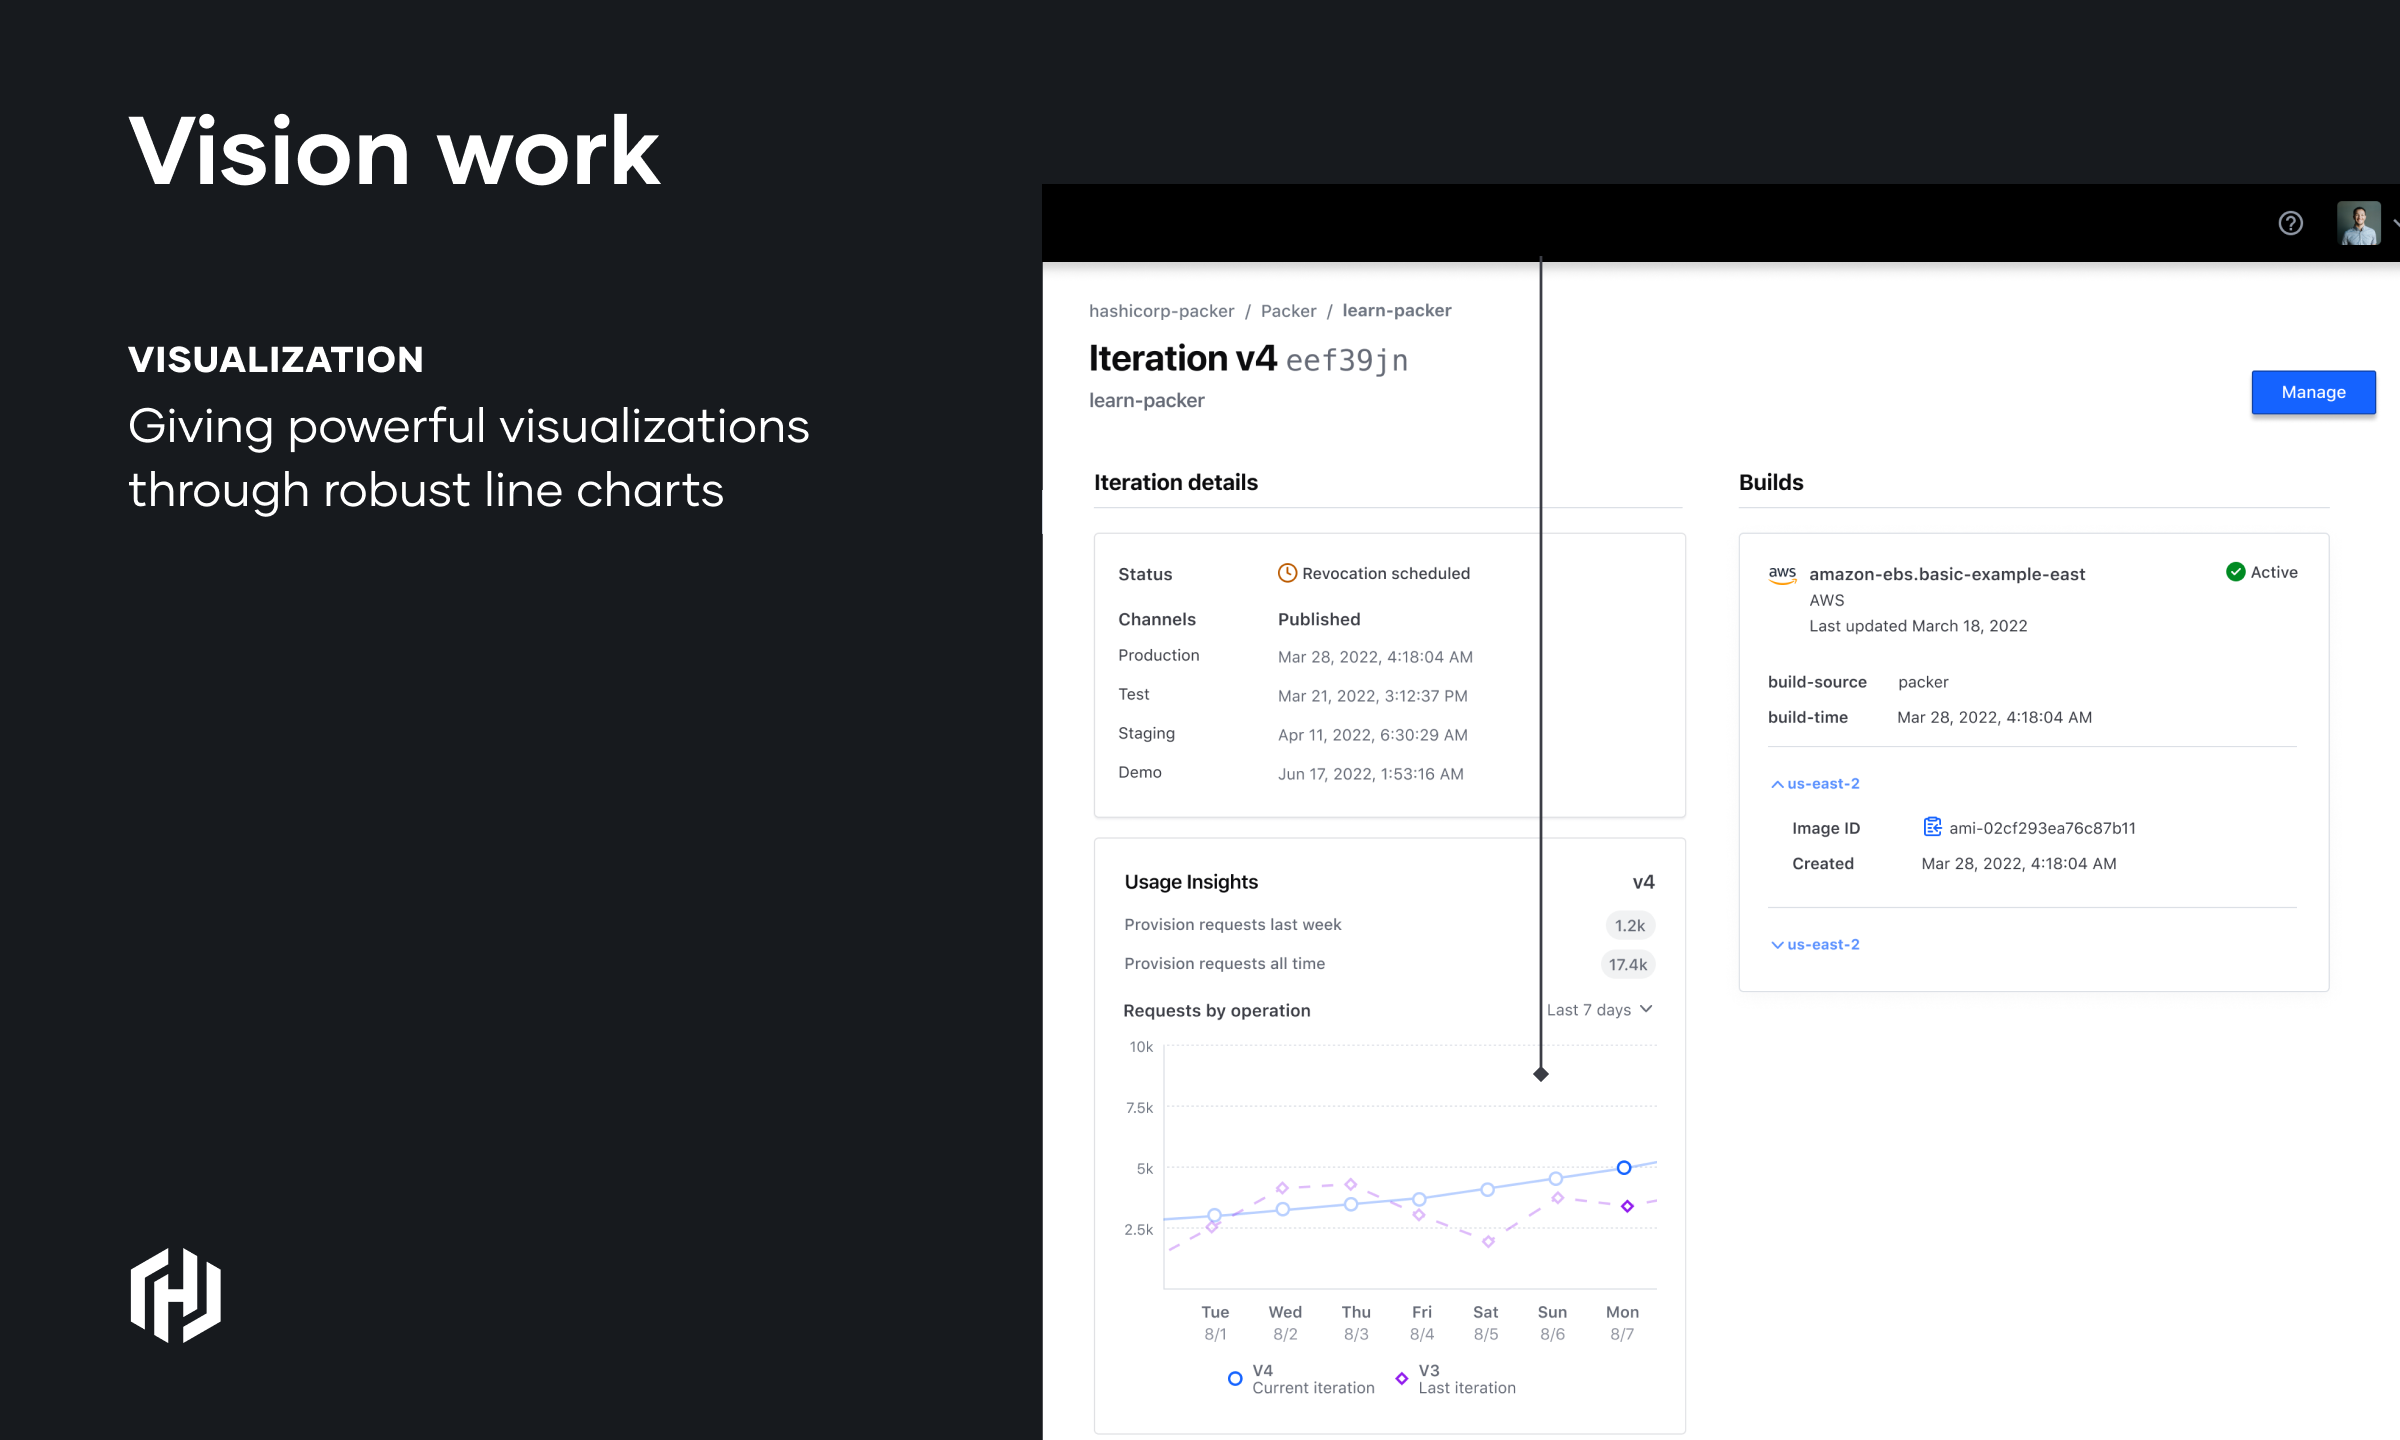 Vision work
VISUALIZATION
Giving powerful visualizations
through robust line charts
hashicorp-packer / Packer / learn-packer
Iteration v4 eef39jn
learn-packer
Manage
Iteration details
Status Revocation scheduled
Channels Published
Production Mar 28, 2022, 4:18:04 AM
Test Mar 21, 2022, 3:12:37 PM
Staging Apr 11, 2022, 6:30:29 AM
Demo Jun 17, 2022, 1:53:16 AM
Usage Insights v4
Provision requests last week 1.2k
Provision requests all time 17.4k
Requests by operation Last 7 days
10k
7.5k
5k
2.5k
Tue Wed Thu Fri Sat Sun Mon
8/1 8/2 8/3 8/4 8/5 8/6 8/7
V4 V3
Current iteration Last iteration
Builds
aws amazon-ebs.basic-example-east Active
AWS
Last updated March 18, 2022
build-source packer
build-time Mar 28, 2022, 4:18:04 AM
us-east-2
Image ID ami-02cf293ea76c87b11
Created Mar 28, 2022, 4:18:04 AM
us-east-2